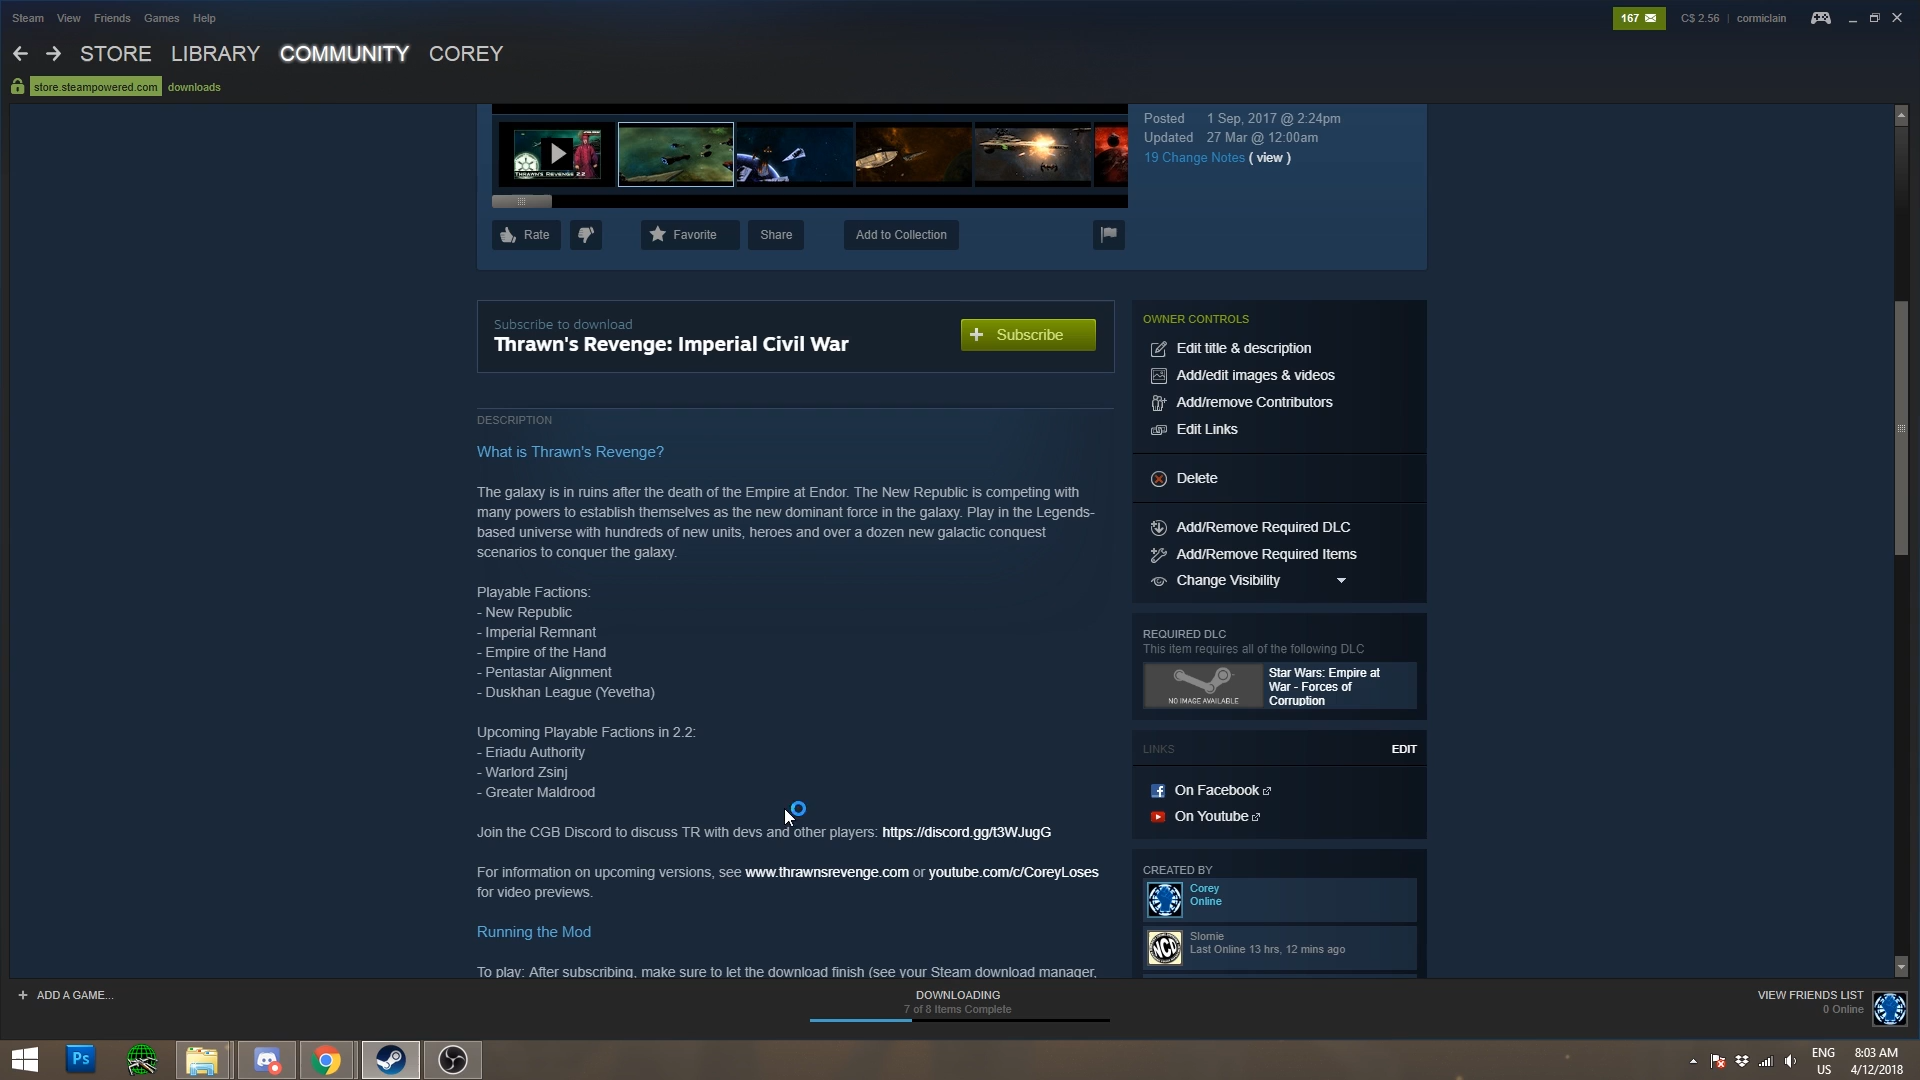 Steam View Friends Games Help
167
C$ 2.56 | cormiclain
STORE LIBRARY COMMUNITY COREY
store.steampowered.com downloads
THRAWN'S REVENGE 2.2
Posted 1 Sep, 2017 @ 2:24pm
Updated 27 Mar @ 12:00am
19 Change Notes ( view )
Rate
Favorite
Share
Add to Collection
Subscribe to download
Thrawn's Revenge: Imperial Civil War
+ Subscribe
DESCRIPTION
What is Thrawn's Revenge?
The galaxy is in ruins after the death of the Empire at Endor. The New Republic is competing with
many powers to establish themselves as the new dominant force in the galaxy. Play in the Legends-
based universe with hundreds of new units, heroes and over a dozen new galactic conquest
scenarios to conquer the galaxy.
Playable Factions:
- New Republic
- Imperial Remnant
- Empire of the Hand
- Pentastar Alignment
- Duskhan League (Yevetha)
Upcoming Playable Factions in 2.2:
- Eriadu Authority
- Warlord Zsinj
- Greater Maldrood
Join the CGB Discord to discuss TR with devs and other players: https://discord.gg/t3WJugG
For information on upcoming versions, see www.thrawnsrevenge.com or youtube.com/c/CoreyLoses
for video previews.
Running the Mod
To play: After subscribing, make sure to let the download finish (see your Steam download manager,
OWNER CONTROLS
Edit title & description
Add/edit images & videos
Add/remove Contributors
Edit Links
Delete
Add/Remove Required DLC
Add/Remove Required Items
Change Visibility
REQUIRED DLC
This item requires all of the following DLC
NO IMAGE AVAILABLE
Star Wars: Empire at
War - Forces of
Corruption
LINKS EDIT
On Facebook
On Youtube
CREATED BY
Corey
Online
NCO
Slornie
Last Online 13 hrs, 12 mins ago
+ ADD A GAME...
DOWNLOADING
7 of 8 Items Complete
VIEW FRIENDS LIST
0 Online
Ps
ENG
US
8:03 AM
4/12/2018